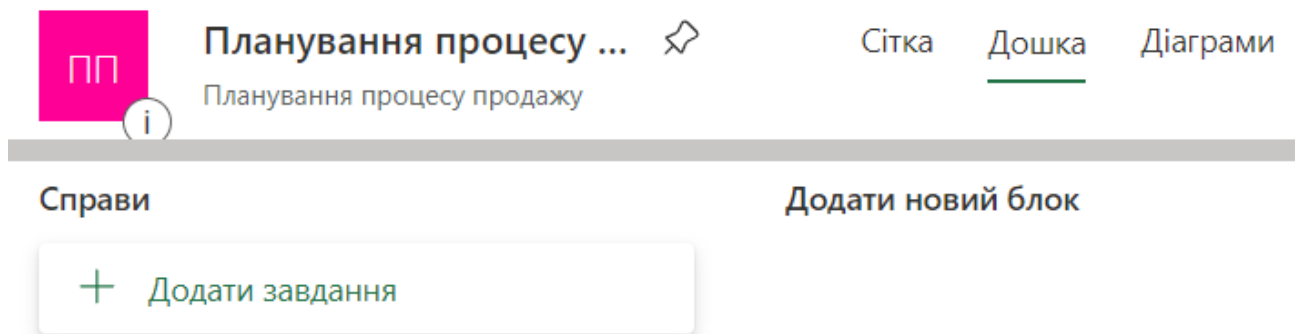 ПП
i
Планування процесу ...
Планування процесу продажу
Сітка Дошка Діаграми
Справи
Додати новий блок
+ Додати завдання